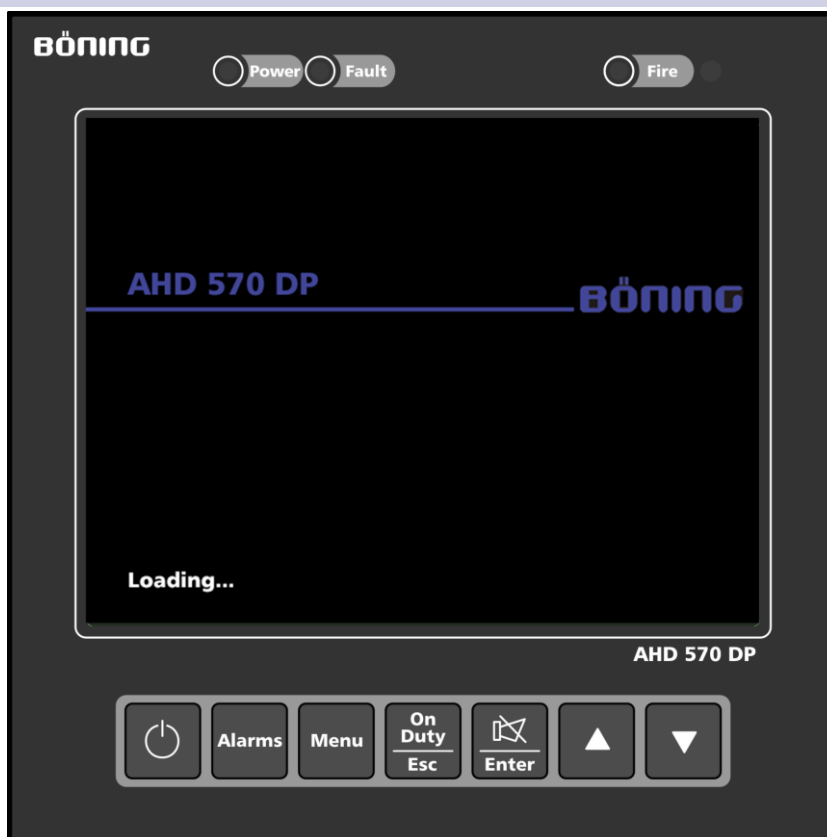 BÖNING
Power Fault Fire
AHD 570 DP
BÖNING
Loading...
AHD 570 DP
Alarms Menu On Duty Esc Enter